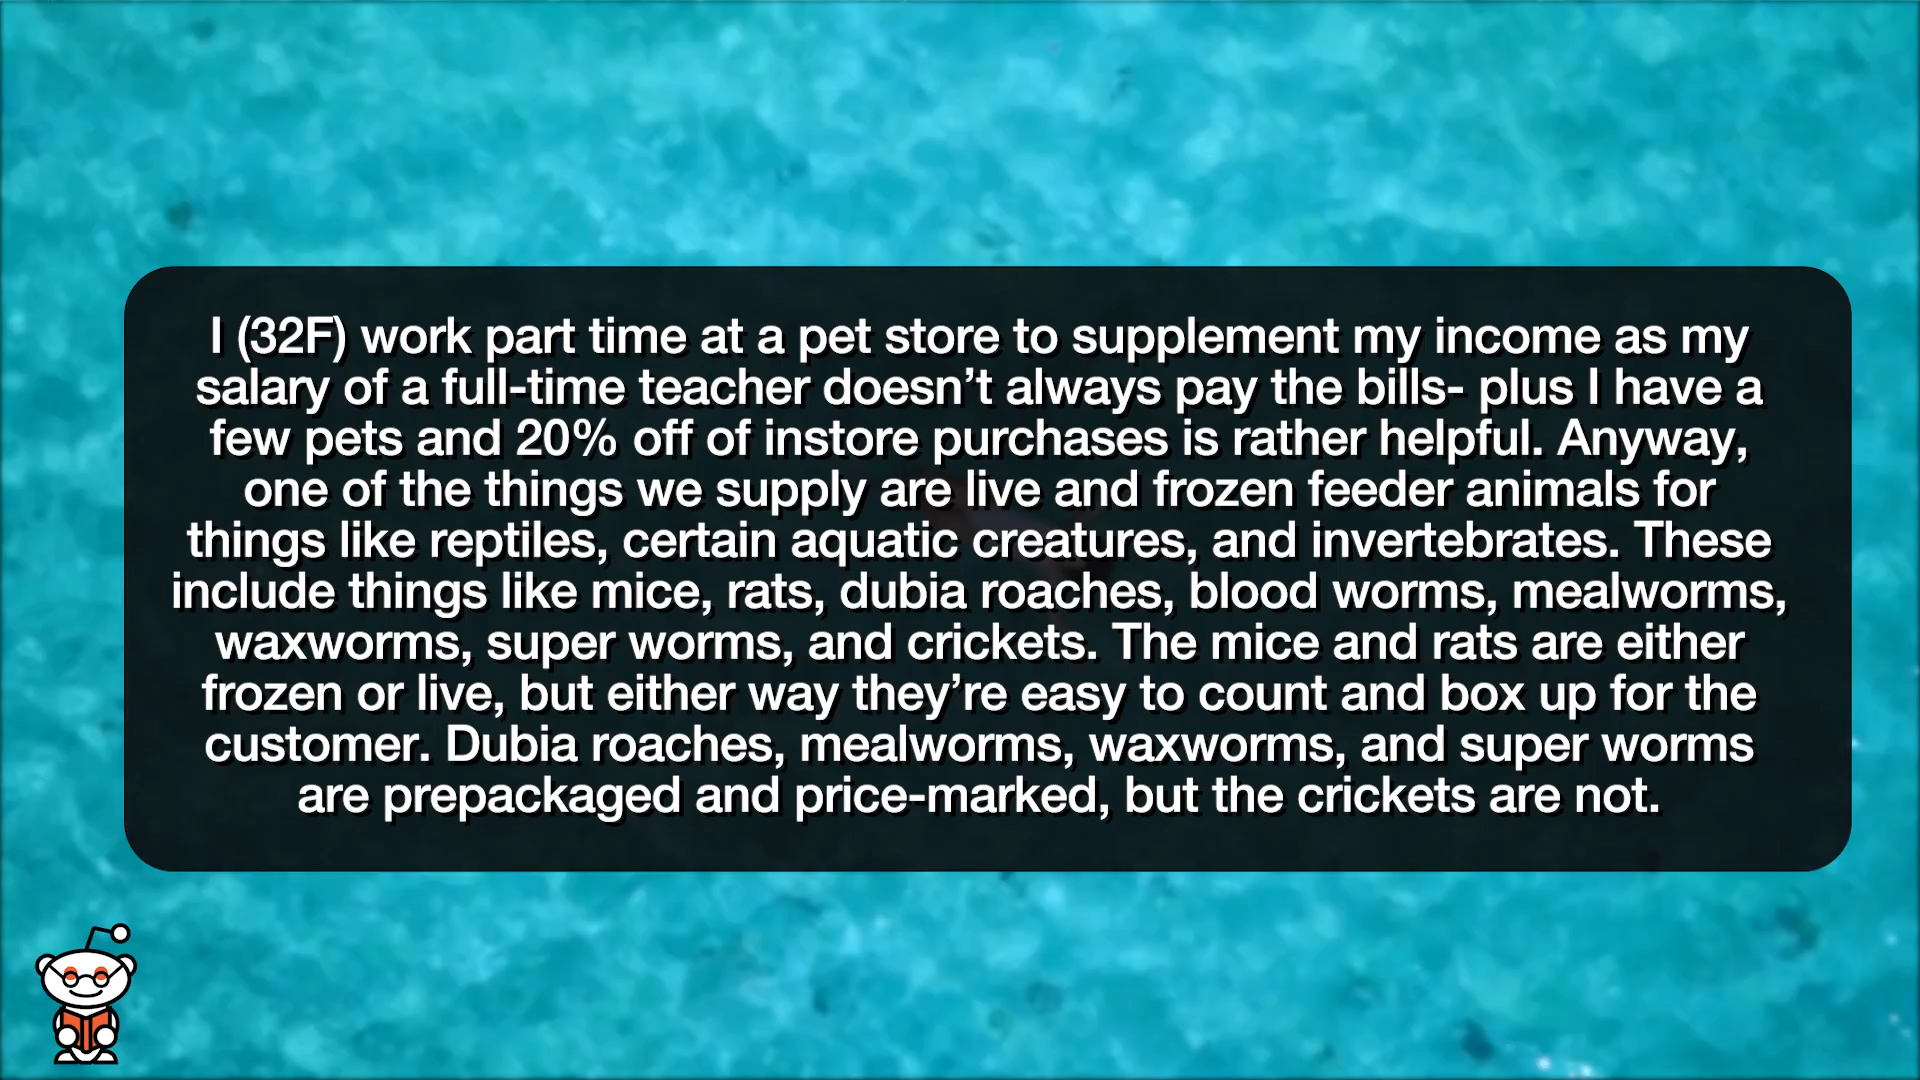 I (32F) work part time at a pet store to supplement my income as my
salary of a full-time teacher doesn’t always pay the bills- plus I have a
few pets and 20% off of instore purchases is rather helpful. Anyway,
one of the things we supply are live and frozen feeder animals for
things like reptiles, certain aquatic creatures, and invertebrates. These
include things like mice, rats, dubia roaches, blood worms, mealworms,
waxworms, super worms, and crickets. The mice and rats are either
frozen or live, but either way they’re easy to count and box up for the
customer. Dubia roaches, mealworms, waxworms, and super worms
are prepackaged and price-marked, but the crickets are not.